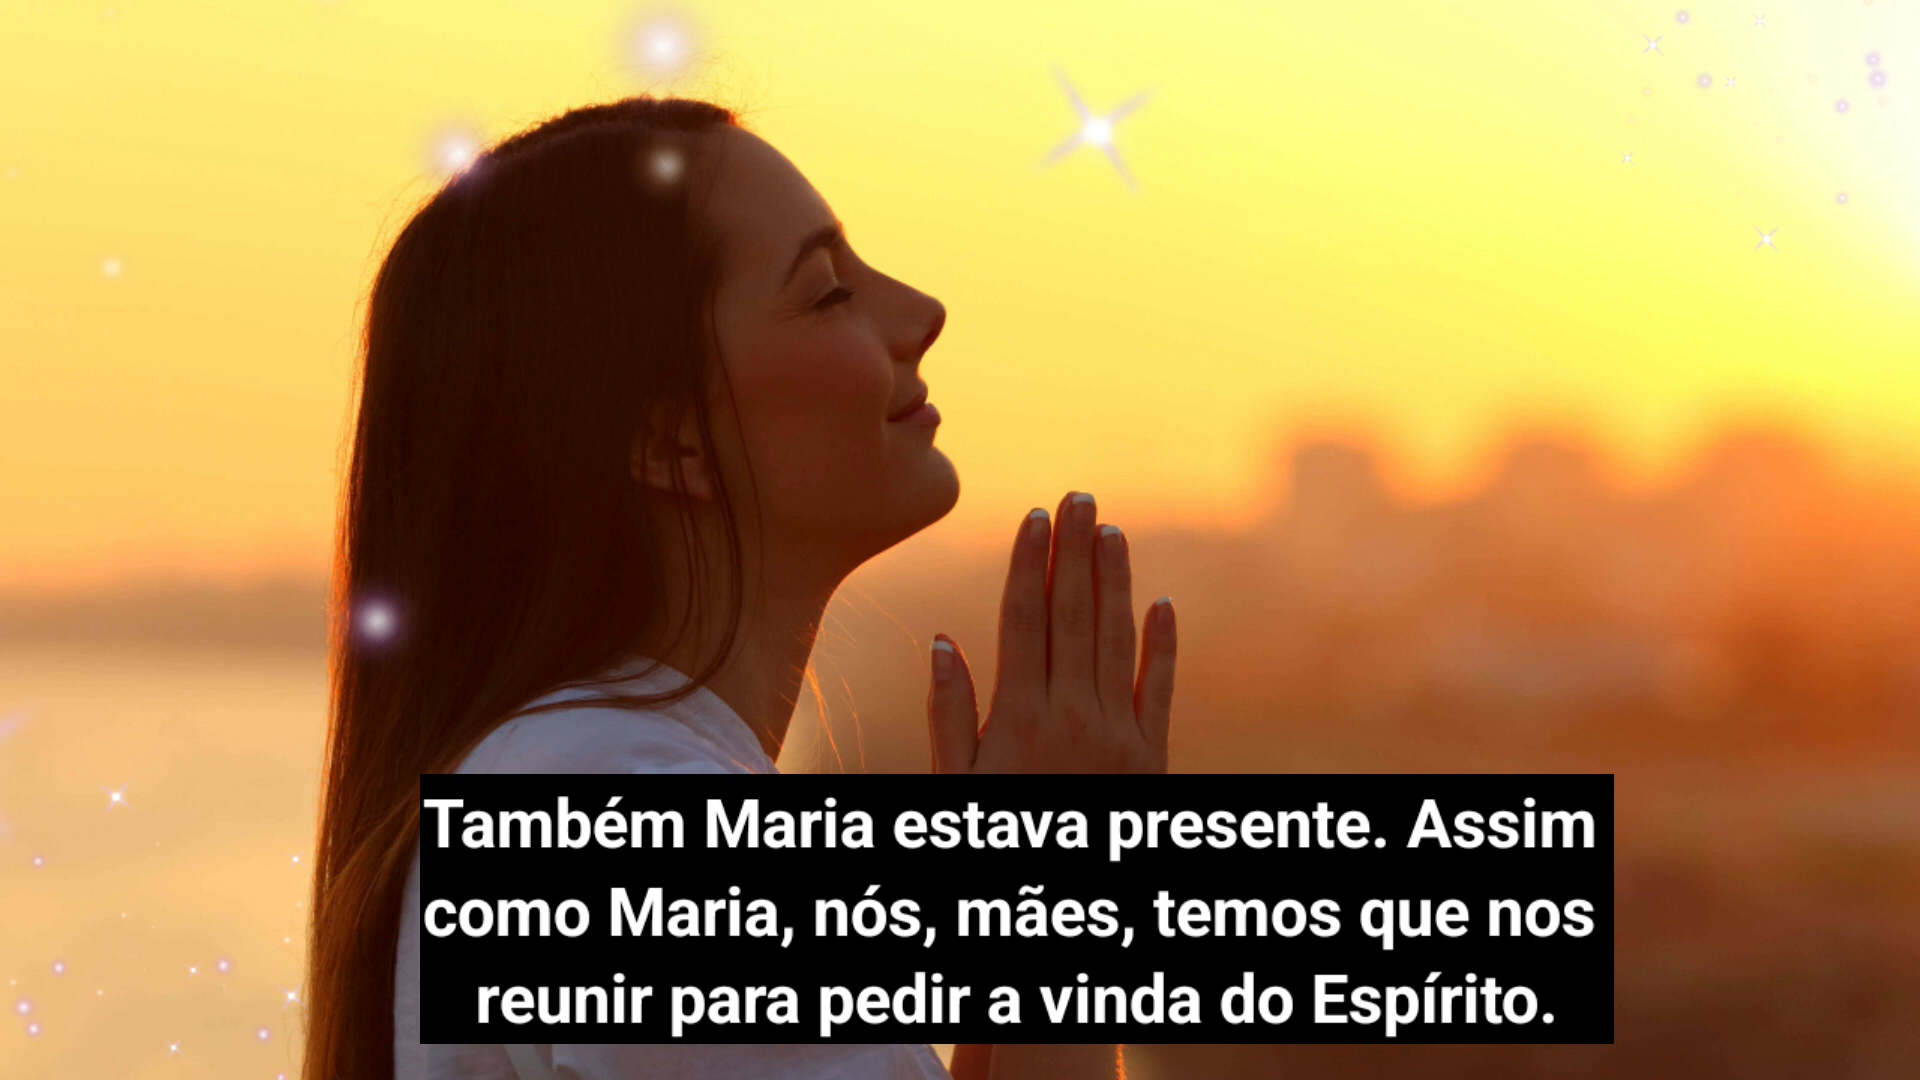 Também Maria estava presente. Assim
como Maria, nós, mães, temos que nos
reunir para pedir a vinda do Espírito.